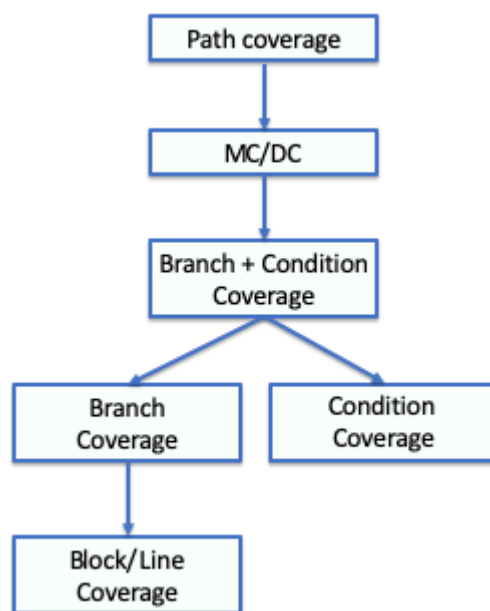 Path coverage
MC/DC
Branch + Condition
Coverage
Branch
Coverage
Condition
Coverage
Block/Line
Coverage